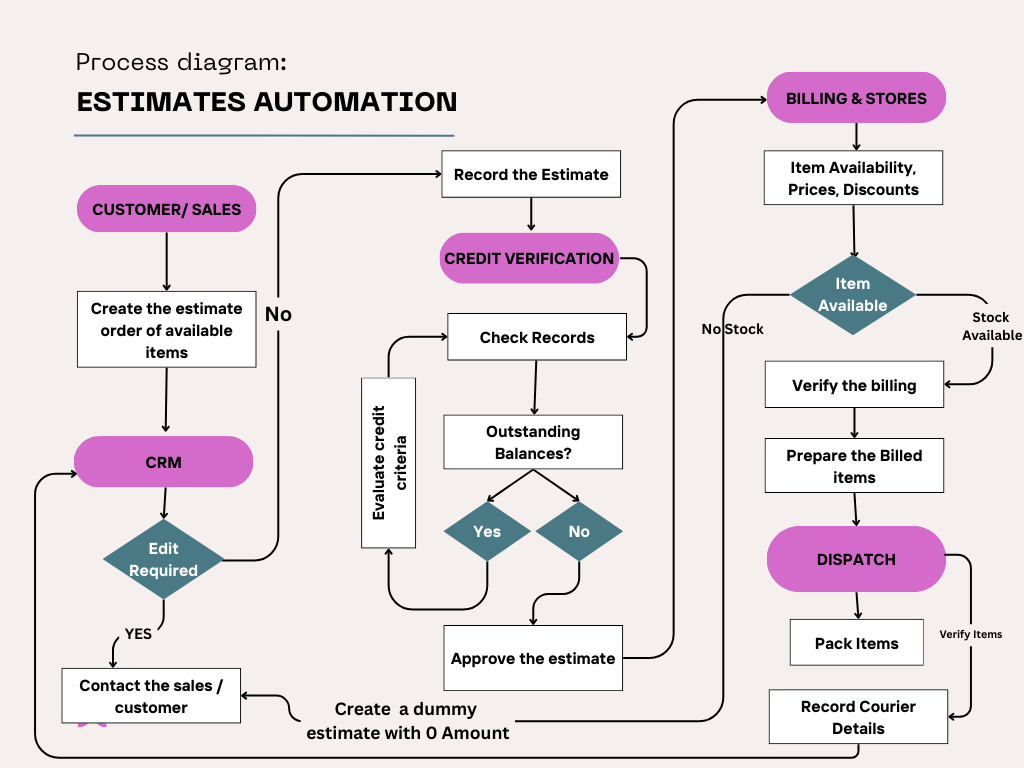 Process diagram:
ESTIMATES AUTOMATION
CUSTOMER/ SALES
Create the estimate
order of available
items
CRM
Edit
Required
YES
Contact the sales /
customer
No
Record the Estimate
CREDIT VERIFICATION
Check Records
Evaluate credit
criteria
Outstanding
Balances?
Yes
No
Approve the estimate
Create a dummy
estimate with 0 Amount
BILLING & STORES
Item Availability,
Prices, Discounts
Item
Available
No Stock
Stock
Available
Verify the billing
Prepare the Billed
items
DISPATCH
Pack Items
Verify Items
Record Courier
Details